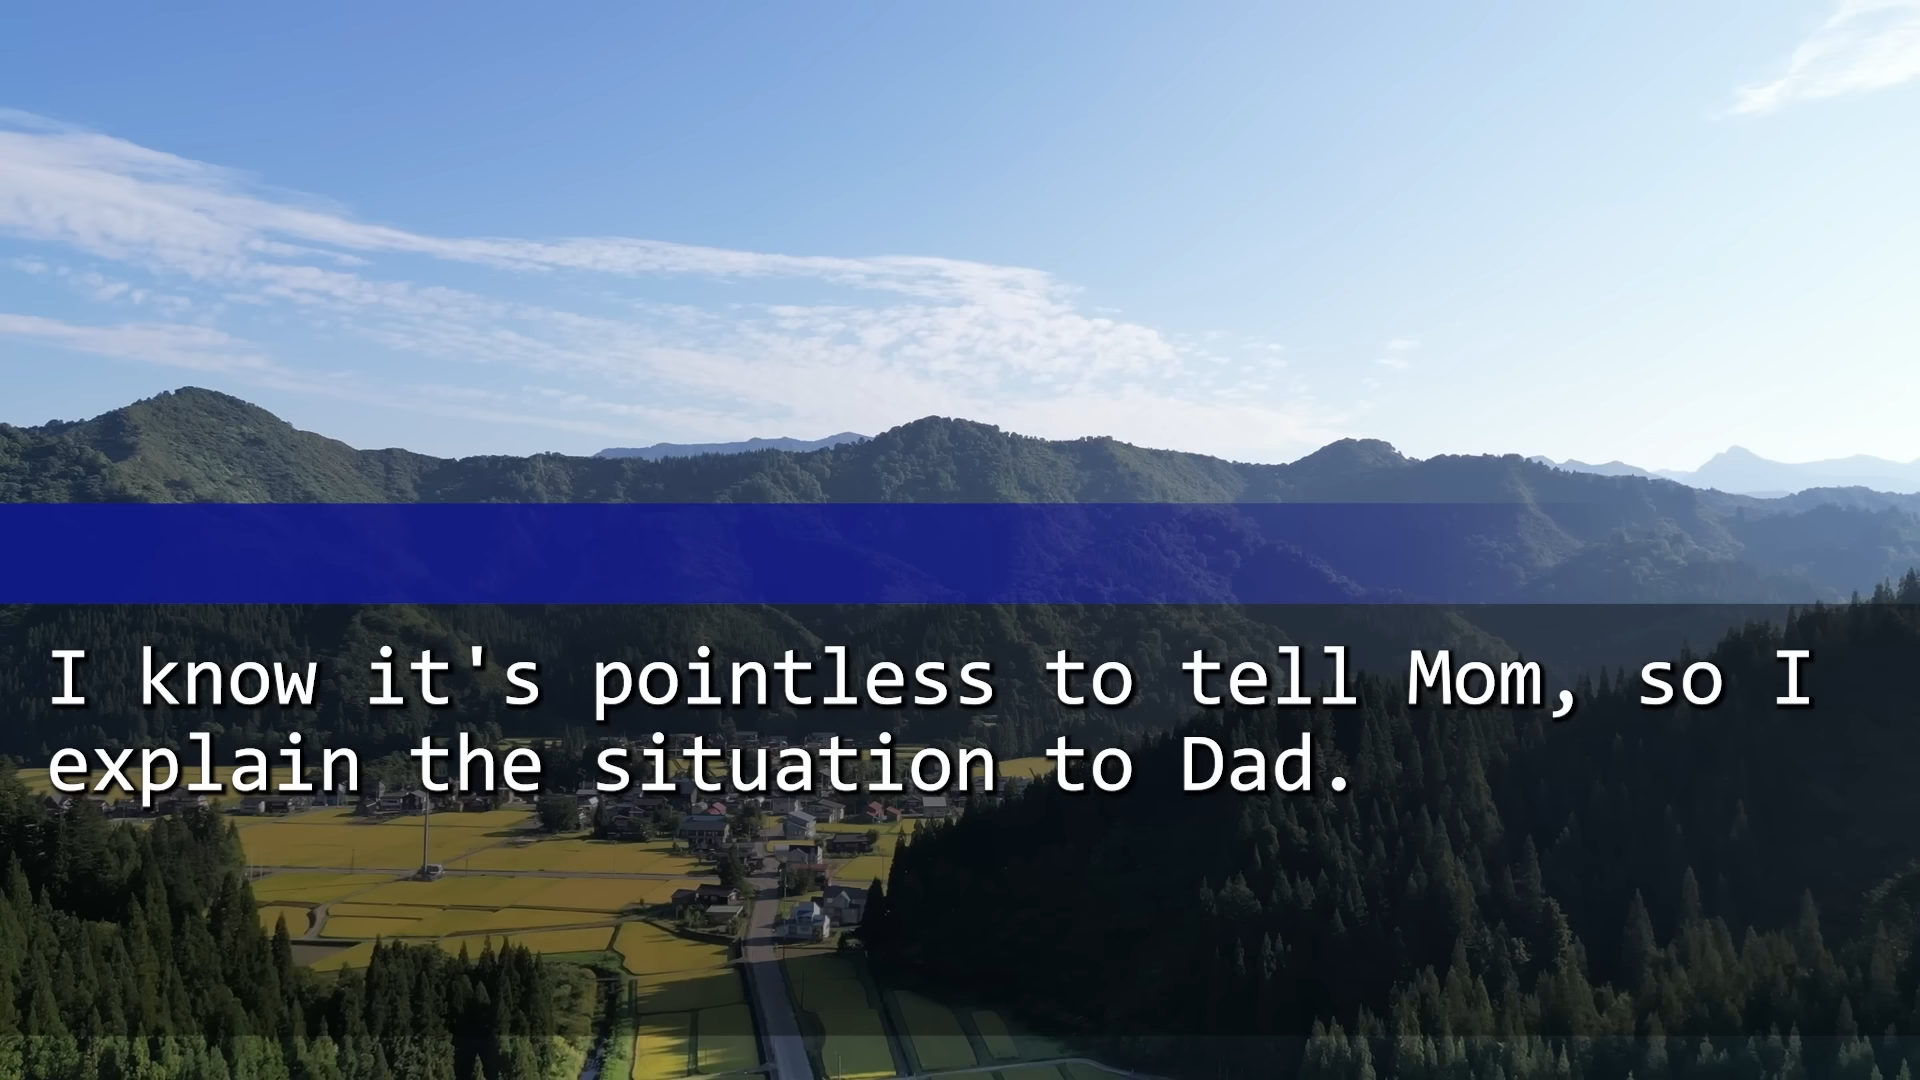 I know it's pointless to tell Mom, so I
explain the situation to Dad.